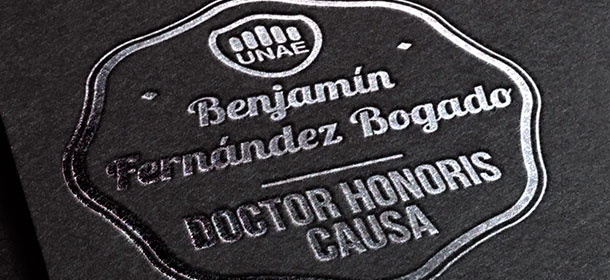 UNAE
Benjamín
Fernández Bogado
DOCTOR HONORIS
CAUSA